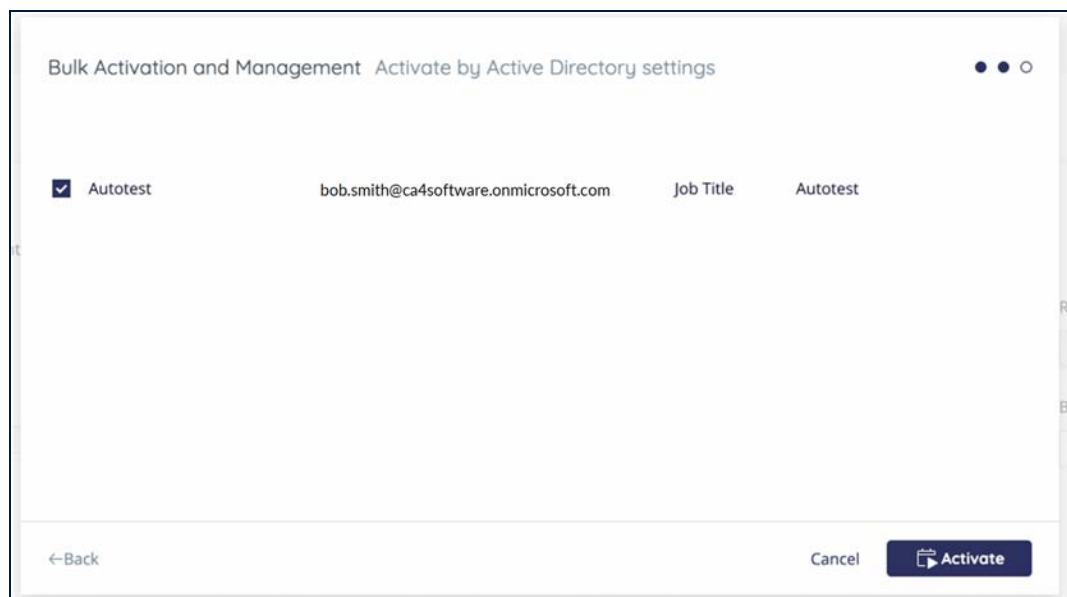 Bulk Activation and Management Activate by Active Directory settings
Autotest bob.smith@ca4software.onmicrosoft.com Job Title Autotest
t
R
B
←Back Cancel Activate